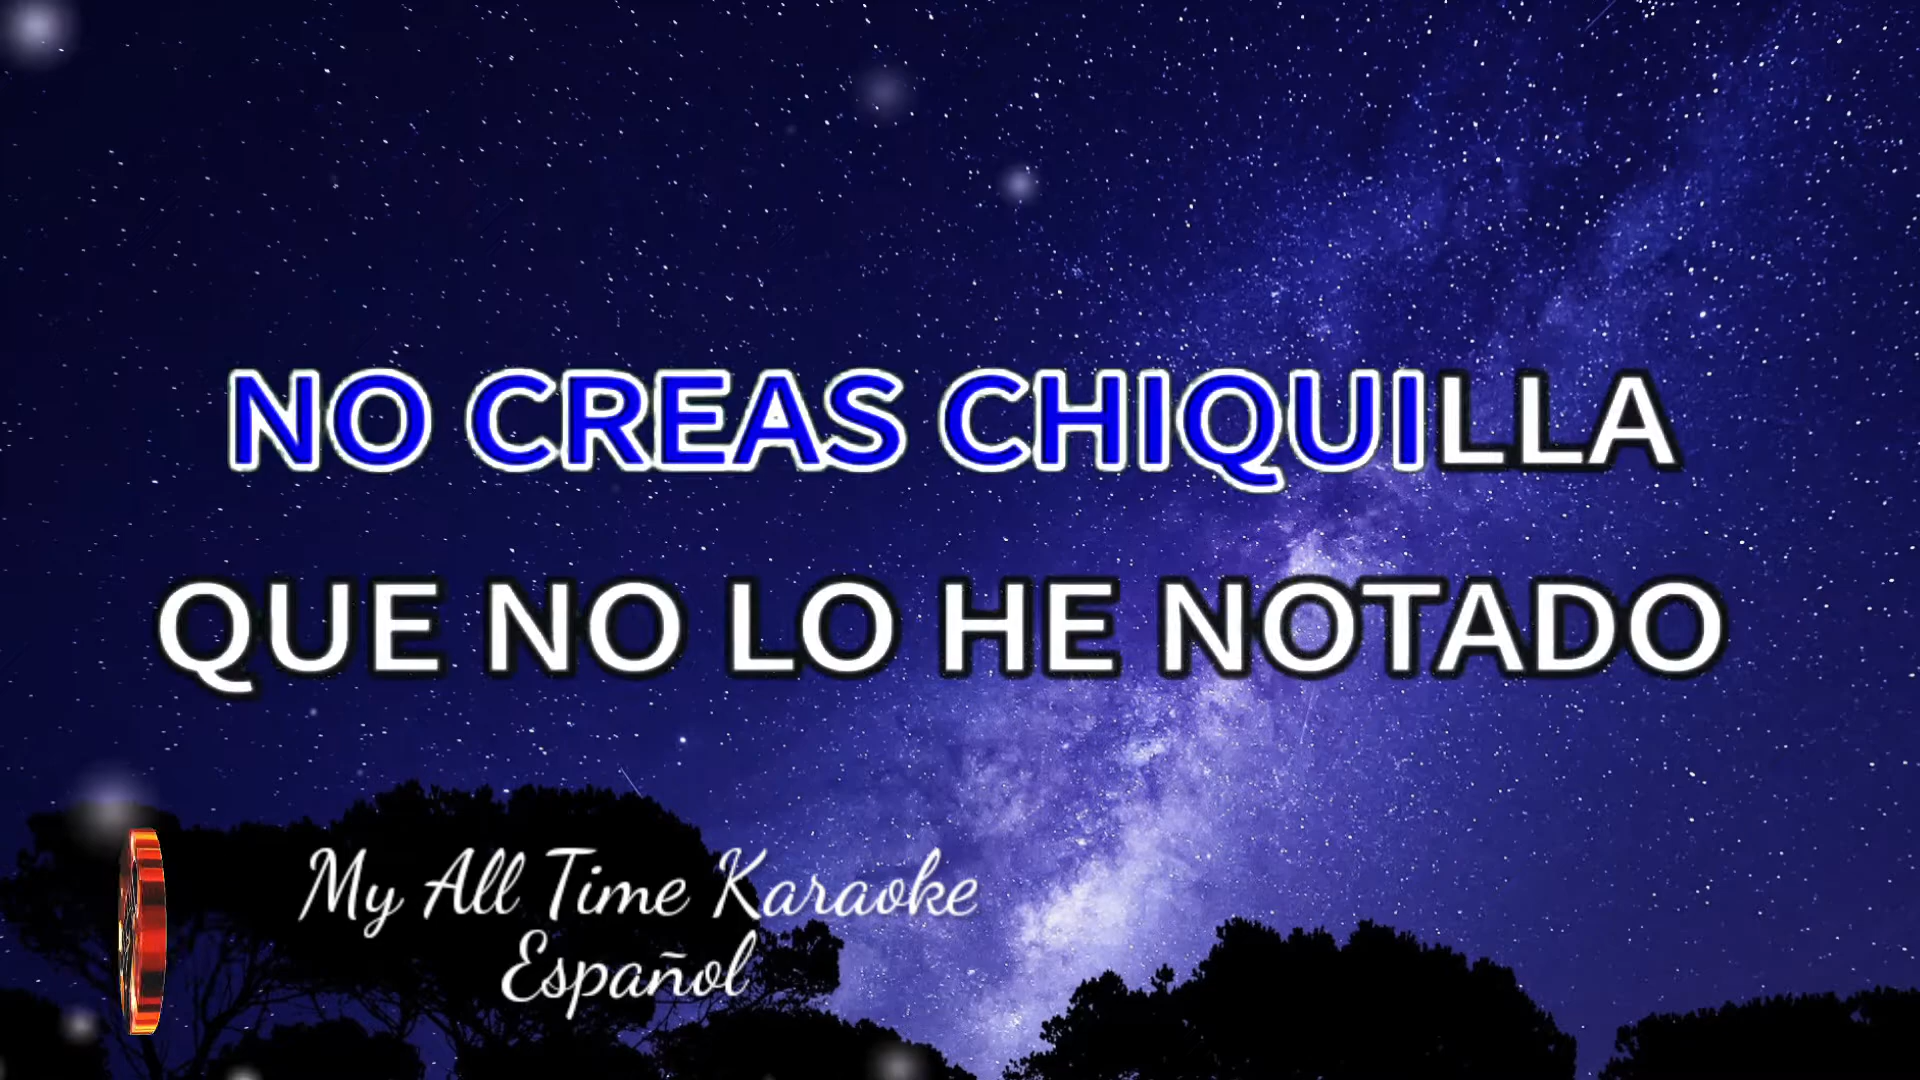 NO CREAS CHIQUILLA
QUE NO LO HE NOTADO
My All Time Karaoke
Español